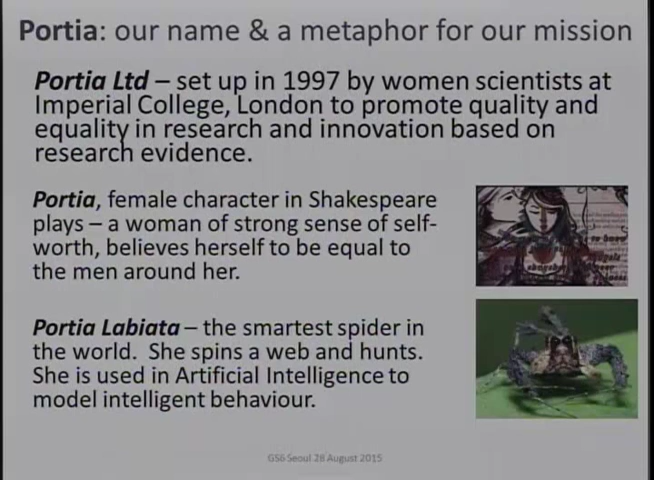 Portia: our name & a metaphor for our mission
Portia Ltd – set up in 1997 by women scientists at
Imperial College, London to promote quality and
equality in research and innovation based on
research evidence.
Portia, female character in Shakespeare
plays – a woman of strong sense of self-
worth, believes herself to be equal to
the men around her.
Portia Labiata – the smartest spider in
the world. She spins a web and hunts.
She is used in Artificial Intelligence to
model intelligent behaviour.
GS6 Seoul 28 August 2015